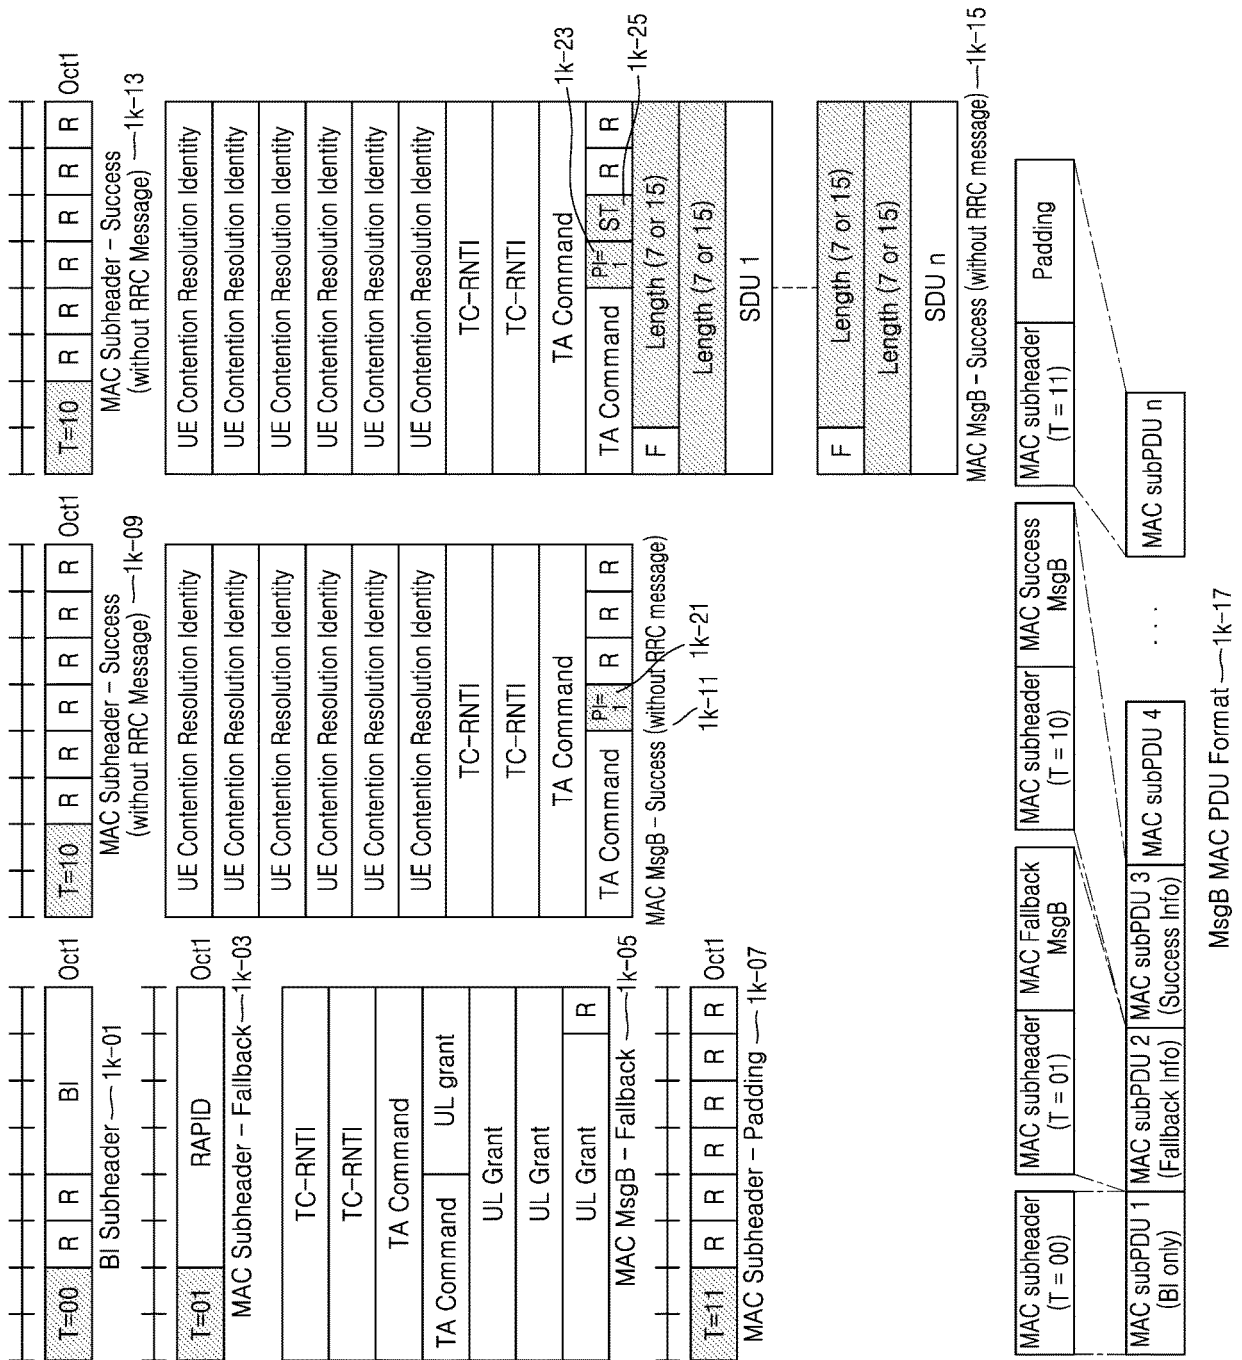 T=00 R R BI Oct1
BI Subheader 1k-01
T=01 RAPID Oct1
MAC Subheader – Fallback 1k-03
TC-RNTI
TC-RNTI
TA Command
TA Command UL grant
UL Grant
UL Grant
UL Grant R
MAC MsgB – Fallback 1k-05
T=11 R R R R R R Oct1
MAC Subheader – Padding 1k-07
T=10 R R R R R R Oct1
MAC Subheader – Success
(without RRC Message) 1k-09
UE Contention Resolution Identity
UE Contention Resolution Identity
UE Contention Resolution Identity
UE Contention Resolution Identity
UE Contention Resolution Identity
UE Contention Resolution Identity
TC-RNTI
TC-RNTI
TA Command
TA Command PI=1 R R R
MAC MsgB – Success (without RRC message)
1k-11 1k-21
T=10 R R R R R R Oct1
MAC Subheader – Success
(without RRC Message) 1k-13
UE Contention Resolution Identity
UE Contention Resolution Identity
UE Contention Resolution Identity
UE Contention Resolution Identity
UE Contention Resolution Identity
UE Contention Resolution Identity
TC-RNTI
TC-RNTI
TA Command
1k-23
TA Command PI=1 ST R R
1k-25
F Length (7 or 15)
Length (7 or 15)
SDU 1
F Length (7 or 15)
Length (7 or 15)
SDU n
MAC MsgB – Success (without RRC message) 1k-15
MAC subheader
(T = 00)
MAC subheader
(T = 01)
MAC Fallback
MsgB
MAC subheader
(T = 10)
MAC Success
MsgB
MAC subheader
(T = 11)
Padding
MAC subPDU 1
(BI only)
MAC subPDU 2
(Fallback Info)
MAC subPDU 3
(Success Info)
MAC subPDU 4
. . .
MAC subPDU n
MsgB MAC PDU Format 1k-17